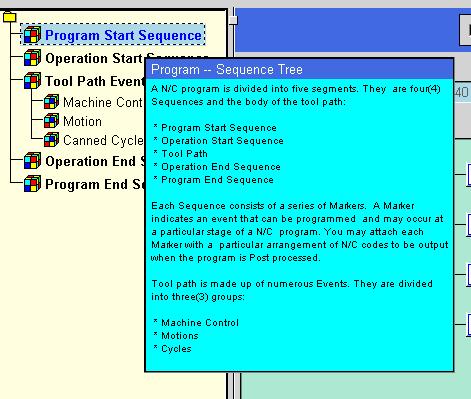 Program Start Sequence
Operation Start Sequence
Tool Path Event
Machine Cont
Motion
Canned Cycle
Operation End S
Program End Se
Program -- Sequence Tree
A N/C program is divided into five segments. They are four(4)
Sequences and the body of the tool path:
* Program Start Sequence
* Operation Start Sequence
* Tool Path
* Operation End Sequence
* Program End Sequence
Each Sequence consists of a series of Markers. A Marker
indicates an event that can be programmed and may occur at
a particular stage of a N/C program. You may attach each
Marker with a particular arrangement of N/C codes to be output
when the program is Post processed.
Tool path is made up of numerous Events. They are divided
into three(3) groups:
* Machine Control
* Motions
* Cycles
40